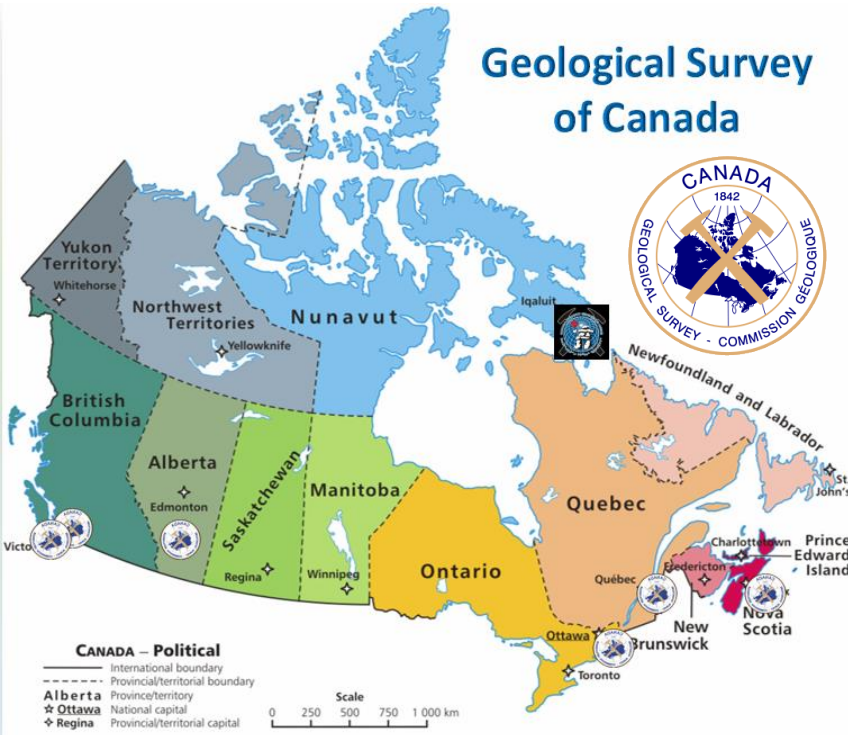 Geological Survey
of Canada
CANADA
1842
GEOLOGICAL SURVEY - COMMISSION GÉOLOGIQUE
Yukon
Territory
Whitehorse
Northwest
Territories
Yellowknife
Nunavut
Iqaluit
British
Columbia
Alberta
Edmonton
Saskatchewan
Regina
Manitoba
Winnipeg
Ontario
Quebec
Newfoundland and Labrador
St
John's
Victo
Charlottetown
Prince
Edward
Island
Fredericton
Québec
Nova
Scotia
New
Brunswick
Ottawa
Toronto
CANADA – Political
International boundary
Provincial/territorial boundary
Alberta Province/territory
Ottawa National capital
Regina Provincial/territorial capital
Scale
0 250 500 750 1 000 km